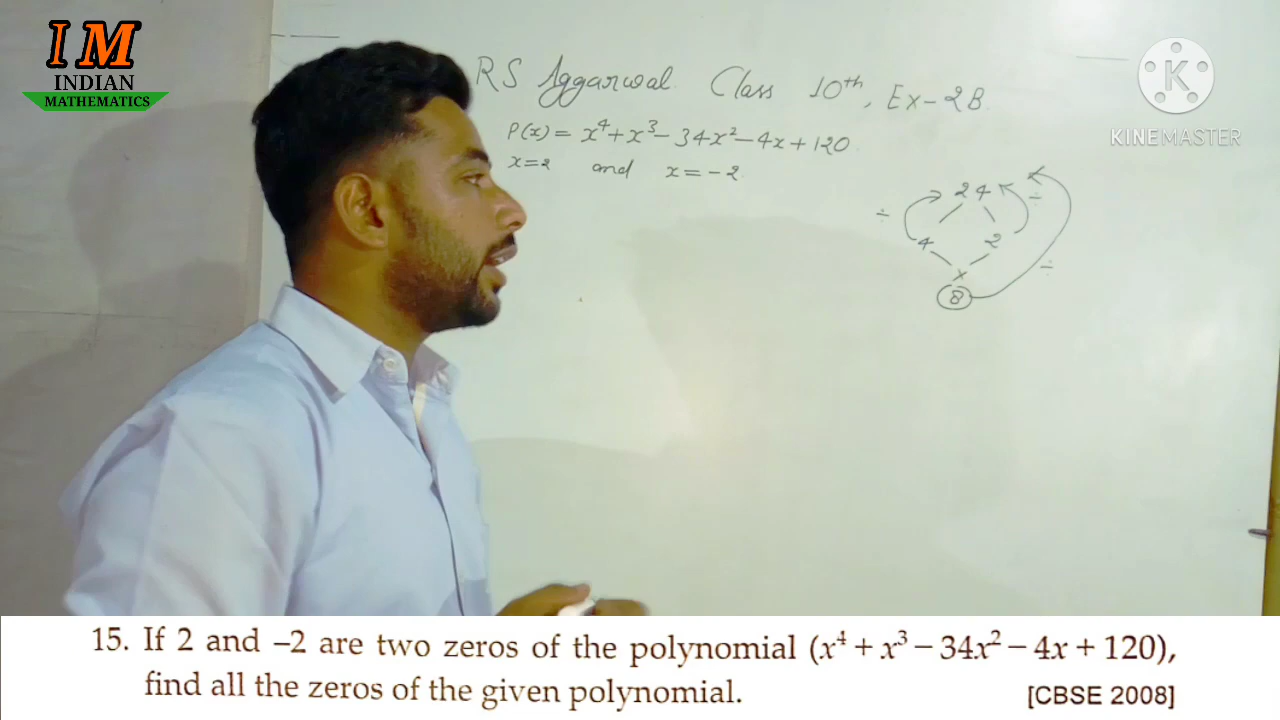 IM
INDIAN
MATHEMATICS
RS Aggarwal Class 10th, Ex-2B
K
KINEMASTER
P(x) = x⁴+x³-34x²-4x+120
x=2 and x=-2
24
÷ ÷
4 2
×
÷
8
15. If 2 and –2 are two zeros of the polynomial (x⁴ + x³ – 34x² – 4x + 120),
find all the zeros of the given polynomial. [CBSE 2008]